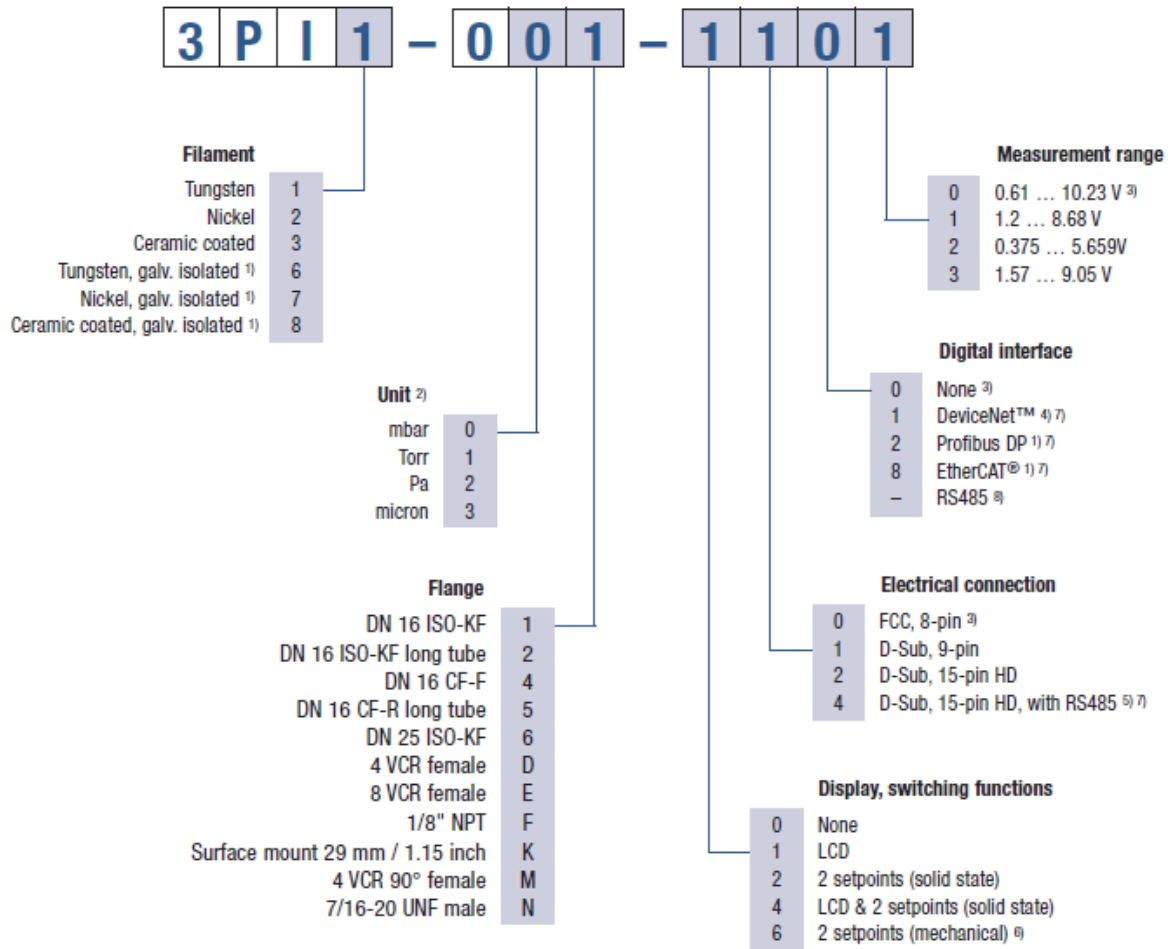 3 P I 1 – 0 0 1 – 1 1 0 1
Filament
Tungsten 1
Nickel 2
Ceramic coated 3
Tungsten, galv. isolated 1) 6
Nickel, galv. isolated 1) 7
Ceramic coated, galv. isolated 1) 8
Unit 2)
mbar 0
Torr 1
Pa 2
micron 3
Flange
DN 16 ISO-KF 1
DN 16 ISO-KF long tube 2
DN 16 CF-F 4
DN 16 CF-R long tube 5
DN 25 ISO-KF 6
4 VCR female D
8 VCR female E
1/8" NPT F
Surface mount 29 mm / 1.15 inch K
4 VCR 90° female M
7/16-20 UNF male N
Measurement range
0 0.61 … 10.23 V 3)
1 1.2 … 8.68 V
2 0.375 … 5.659V
3 1.57 … 9.05 V
Digital interface
0 None 3)
1 DeviceNet™ 4) 7)
2 Profibus DP 1) 7)
8 EtherCAT® 1) 7)
– RS485 8)
Electrical connection
0 FCC, 8-pin 3)
1 D-Sub, 9-pin
2 D-Sub, 15-pin HD
4 D-Sub, 15-pin HD, with RS485 5) 7)
Display, switching functions
0 None
1 LCD
2 2 setpoints (solid state)
4 LCD & 2 setpoints (solid state)
6 2 setpoints (mechanical) 6)